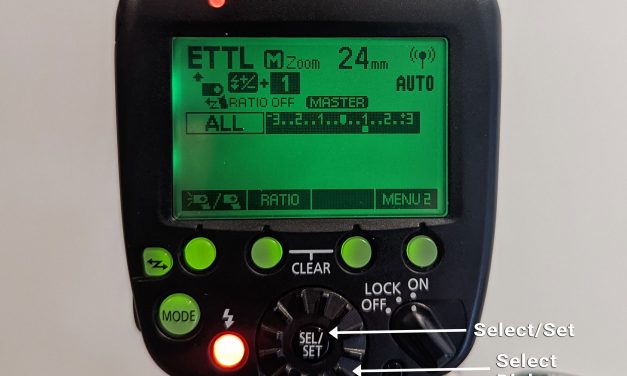 ETTL M Zoom 24mm
+1 AUTO
RATIO OFF MASTER
ALL -3..2..1..0..1..2..+3
RATIO MENU 2
CLEAR
LOCK ON
OFF
MODE
SEL/
SET
Select/Set
Select